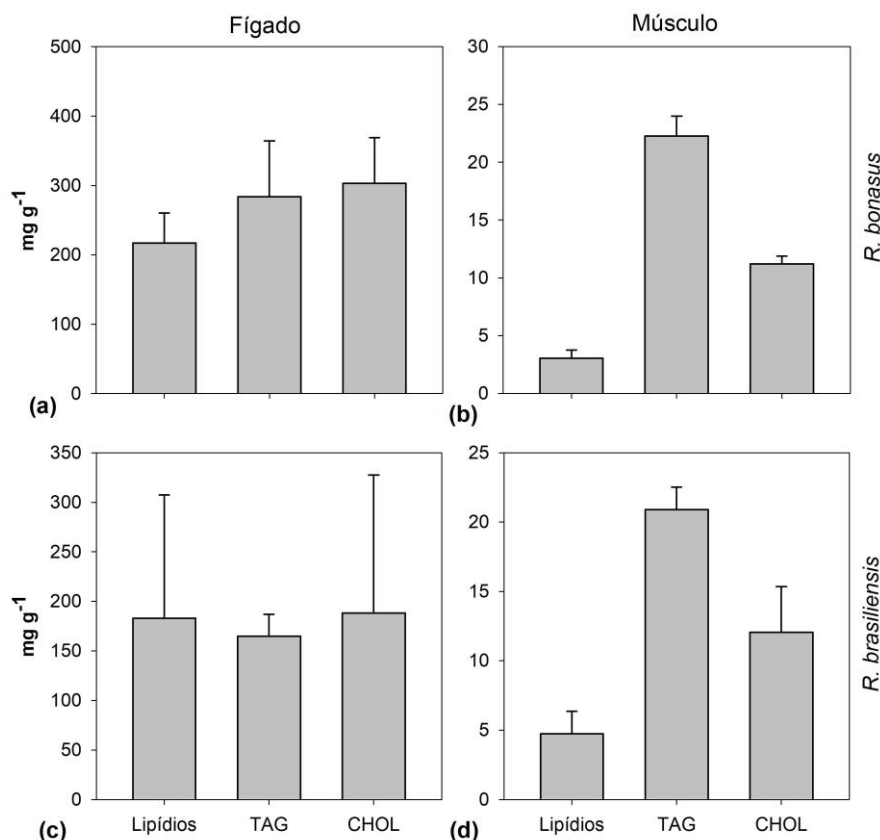 Fígado
Músculo
500
400
300
200
100
0
mg g-1
(a)
30
25
20
15
10
5
0
(b)
R. bonasus
350
300
250
200
150
100
50
0
mg g-1
(c)
Lipídios TAG CHOL
25
20
15
10
5
0
(d)
Lipídios TAG CHOL
R. brasiliensis